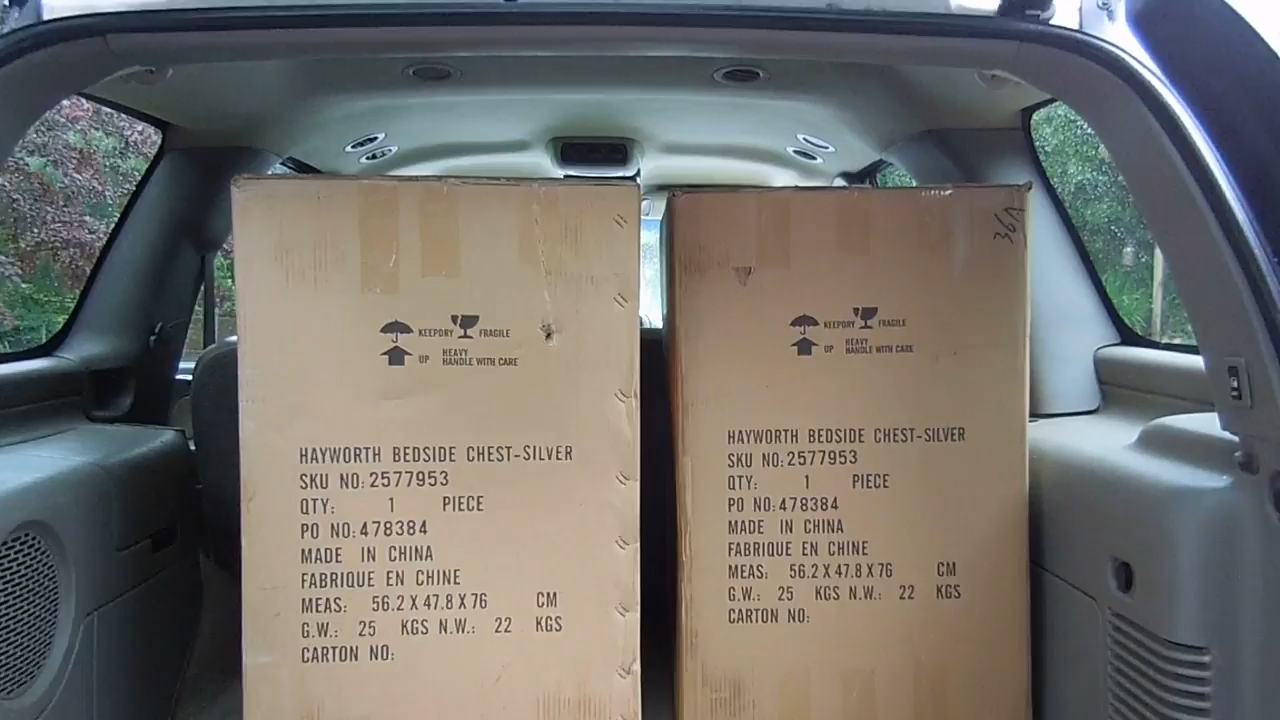 KEEPDRY FRAGILE
UP HEAVY
HANDLE WITH CARE
HAYWORTH BEDSIDE CHEST-SILVER
SKU NO: 2577953
QTY: 1 PIECE
PO NO: 478384
MADE IN CHINA
FABRIQUE EN CHINE
MEAS: 56.2 X 47.8 X 76 CM
G.W.: 25 KGS N.W.: 22 KGS
CARTON NO:
KEEPDRY FRAGILE
UP HEAVY
HANDLE WITH CARE
HAYWORTH BEDSIDE CHEST-SILVER
SKU NO: 2577953
QTY: 1 PIECE
PO NO: 478384
MADE IN CHINA
FABRIQUE EN CHINE
MEAS: 56.2 X 47.8 X 76 CM
G.W.: 25 KGS N.W.: 22 KGS
CARTON NO: